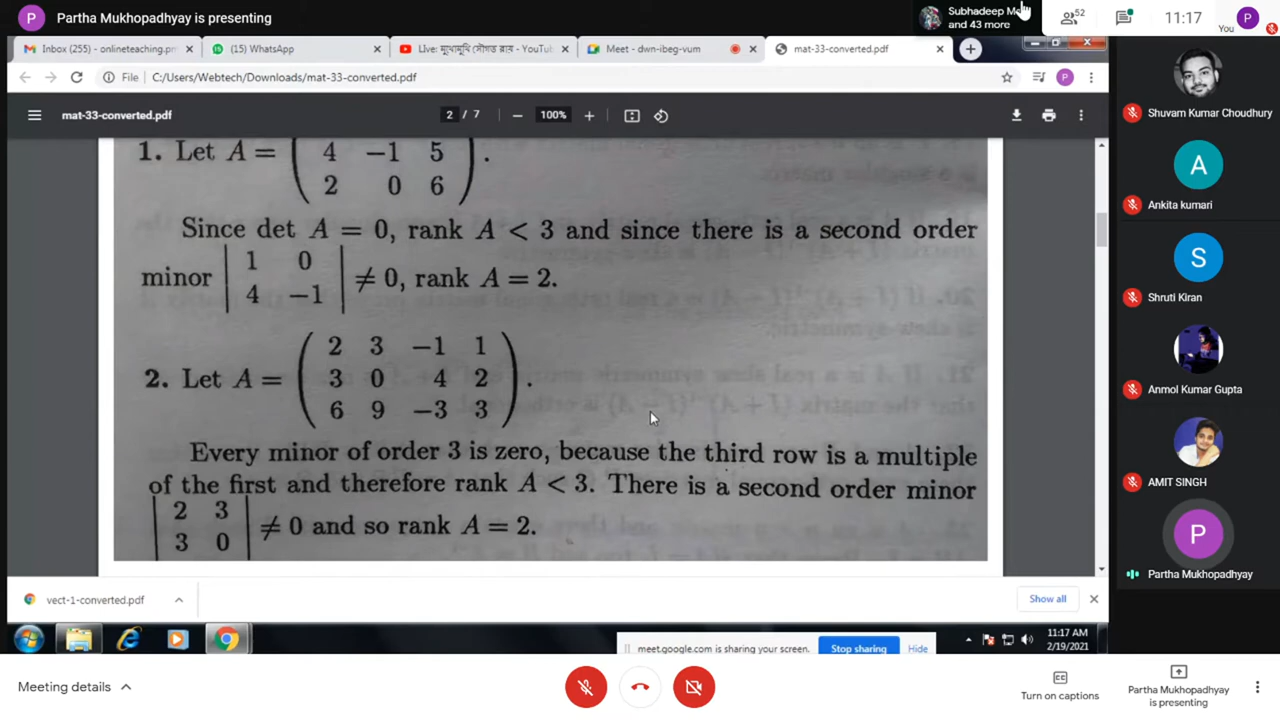 P Partha Mukhopadhyay is presenting
Subhadeep
and 43 more
52
11:17
P
You
Inbox (255) - onlineteaching.pm
(15) WhatsApp
Live: মুখোমুখি সৌগত রায় - YouTu
Meet - dwn-ibeg-vum
mat-33-converted.pdf
File C:/Users/Webtech/Downloads/mat-33-converted.pdf
P
mat-33-converted.pdf
2 / 7
100%
1. Let A = ( 4 −1 5 ) .
2 0 6
Since det A = 0, rank A < 3 and since there is a second order
minor | 1 0 | ≠ 0, rank A = 2.
4 −1
2 3 −1 1
2. Let A = ( 3 0 4 2 ) .
6 9 −3 3
Every minor of order 3 is zero, because the third row is a multiple
of the first and therefore rank A < 3. There is a second order minor
| 2 3 | ≠ 0 and so rank A = 2.
3 0
Shuvam Kumar Choudhury
A
Ankita kumari
S
Shruti Kiran
Anmol Kumar Gupta
AMIT SINGH
P
Partha Mukhopadhyay
vect-1-converted.pdf
Show all
meet.google.com is sharing your screen.
Stop sharing
Hide
11:17 AM
2/19/2021
Meeting details
Turn on captions
Partha Mukhopadhyay
is presenting